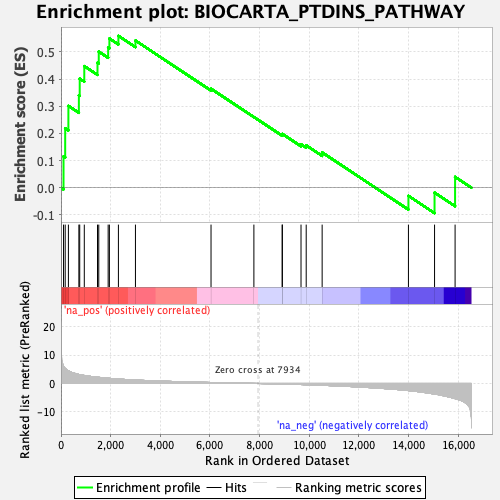 Enrichment plot: BIOCARTA_PTDINS_PATHWAY
Enrichment score (ES)
0.5
0.4
0.3
0.2
0.1
0.0
-0.1
'na_pos' (positively correlated)
Ranked list metric (PreRanked)
20
10
0
-10
Zero cross at 7934
'na_neg' (negatively correlated)
0 2,000 4,000 6,000 8,000 10,000 12,000 14,000 16,000
Rank in Ordered Dataset
Enrichment profile Hits Ranking metric scores